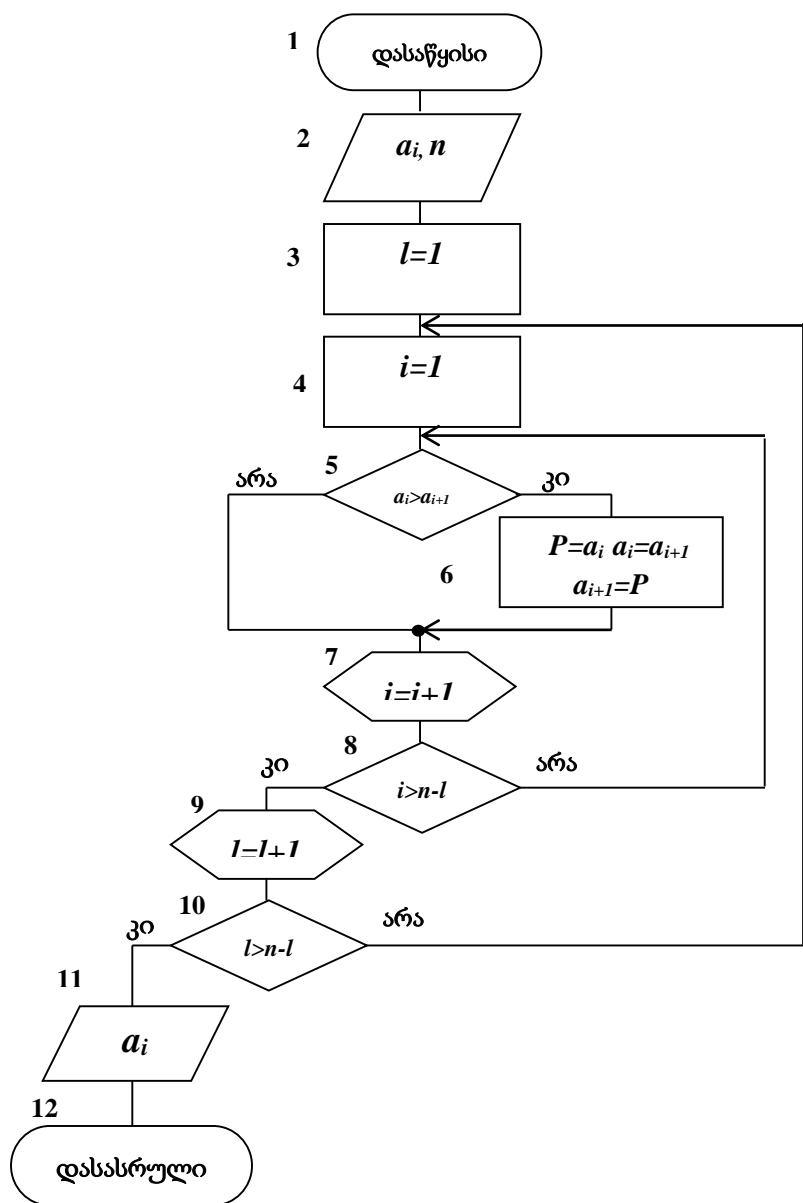 1
დასაწყისი
2
ai, n
3
l=1
4
i=1
5
არა
კი
ai>ai+1
6
P=ai ai=ai+1
ai+1=P
7
i=i+1
8
კი
არა
i>n-l
9
l=l+1
10
კი
არა
l>n-l
11
ai
12
დასასრული